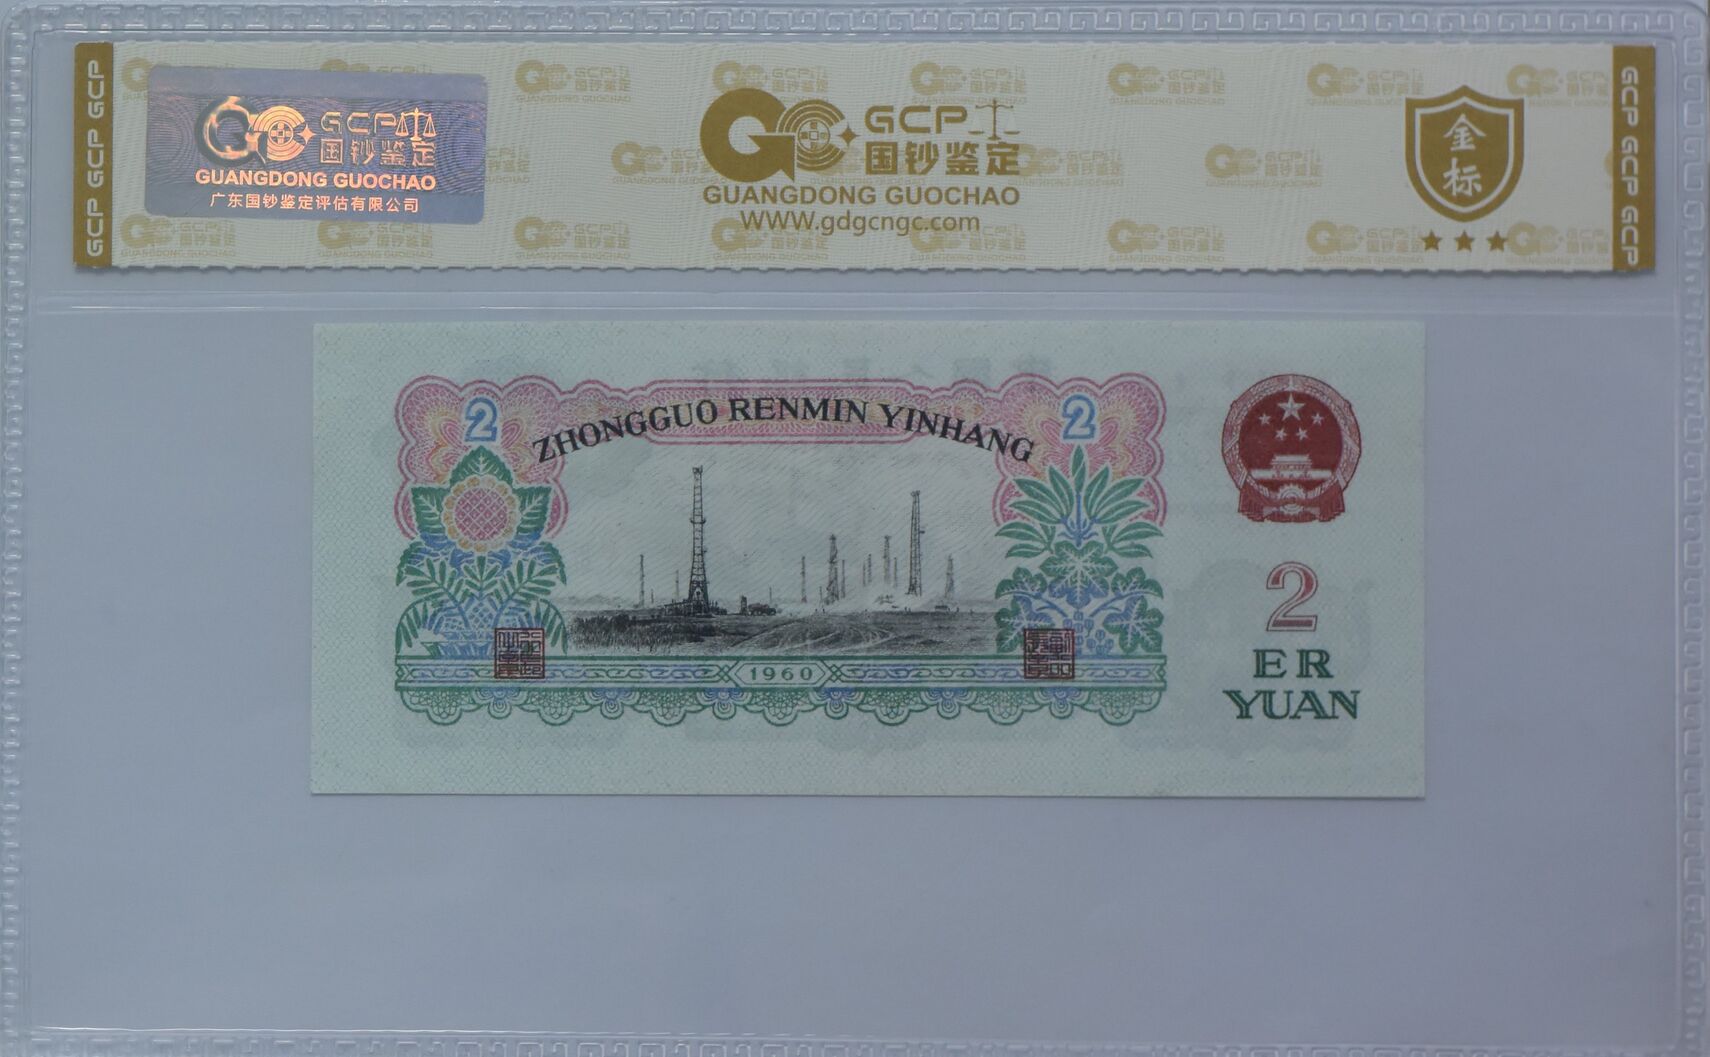 GCP GCP GCP
GCP
国钞鉴定
GUANGDONG GUOCHAO
广东国钞鉴定评估有限公司
GCP
国钞鉴定
GUANGDONG GUOCHAO
WWW.gdgcngc.com
金标
GCP GCP GCP
2
ZHONGGUO RENMIN YINHANG
2
1960
2
ER
YUAN